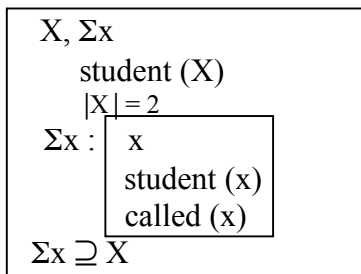 X, Σx
student (X)
|X| = 2
Σx : x
student (x)
called (x)
Σx ⊇ X